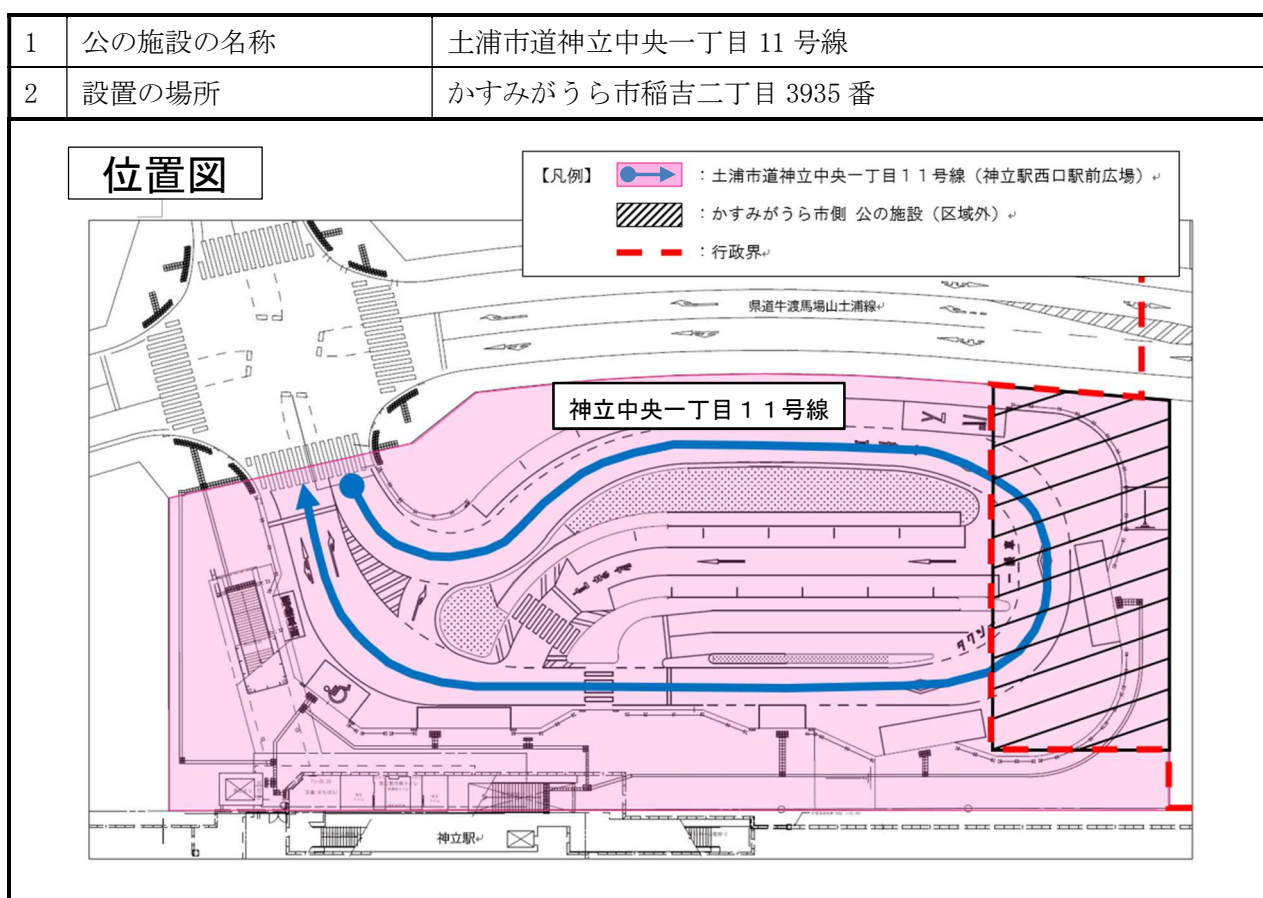 1 公の施設の名称 土浦市道神立中央一丁目 11 号線
2 設置の場所 かすみがうら市稲吉二丁目 3935 番
位置図
【凡例】 ：土浦市道神立中央一丁目１１号線（神立駅西口駅前広場）
：かすみがうら市側 公の施設（区域外）
：行政界
県道牛渡馬場山土浦線
神立中央一丁目１１号線
神立駅